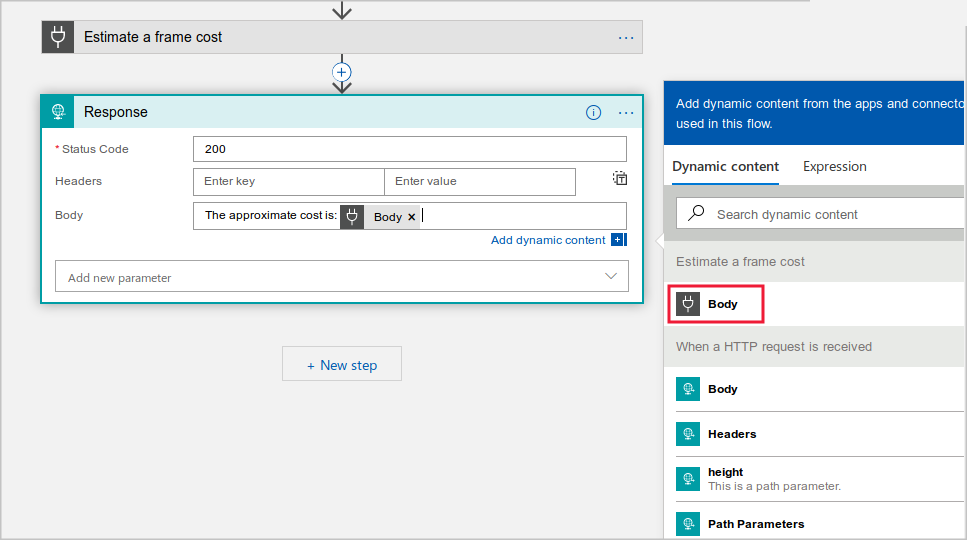 Estimate a frame cost
Response
* Status Code
200
Headers
Enter key
Enter value
Body
The approximate cost is: Body ×
Add dynamic content
Add new parameter
+ New step
Add dynamic content from the apps and connecto
used in this flow.
Dynamic content
Expression
Search dynamic content
Estimate a frame cost
Body
When a HTTP request is received
Body
Headers
height
This is a path parameter.
Path Parameters